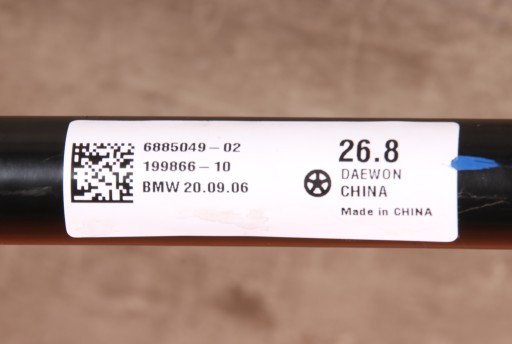 6885049-02
199866-10
BMW 20.09.06
26.8
DAEWON
CHINA
Made in CHINA